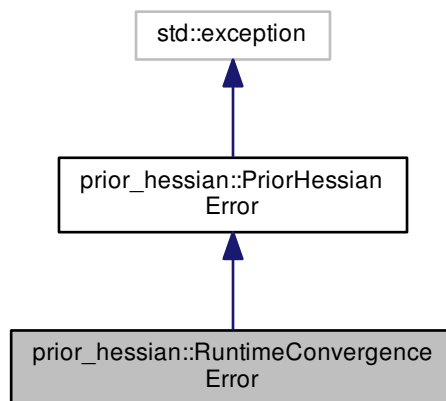 std::exception
prior_hessian::PriorHessian
Error
prior_hessian::RuntimeConvergence
Error